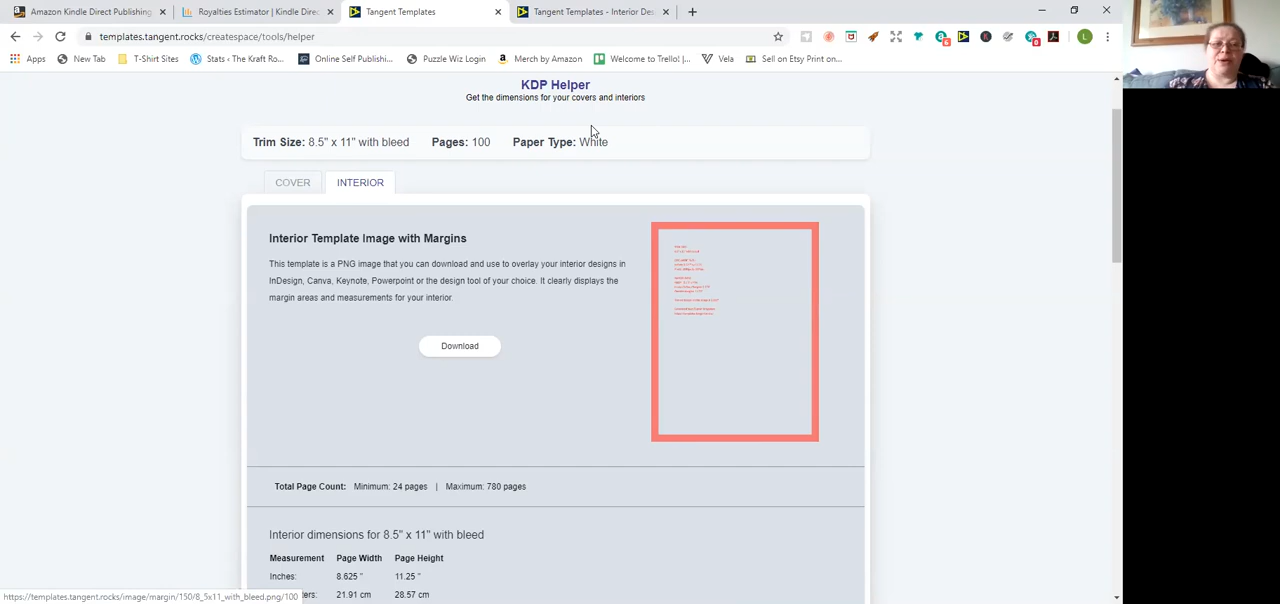 Amazon Kindle Direct Publishing
Royalties Estimator | Kindle Direc
Tangent Templates
Tangent Templates - Interior Des
templates.tangent.rocks/createspace/tools/helper
Apps
New Tab
T-Shirt Sites
Stats ‹ The Kraft Ro...
Online Self Publishi...
Puzzle Wiz Login
Merch by Amazon
Welcome to Trello! |...
Vela
Sell on Etsy Print on...
KDP Helper
Get the dimensions for your covers and interiors
Trim Size: 8.5" x 11" with bleed Pages: 100 Paper Type: White
COVER INTERIOR
Interior Template Image with Margins
This template is a PNG image that you can download and use to overlay your interior designs in
InDesign, Canva, Keynote, Powerpoint or the design tool of your choice. It clearly displays the
margin areas and measurements for your interior.
Download
Total Page Count: Minimum: 24 pages | Maximum: 780 pages
Interior dimensions for 8.5" x 11" with bleed
Measurement Page Width Page Height
Inches: 8.625 " 11.25 "
21.91 cm 28.57 cm
https://templates.tangent.rocks/image/margin/150/8_5x11_with_bleed.png/100